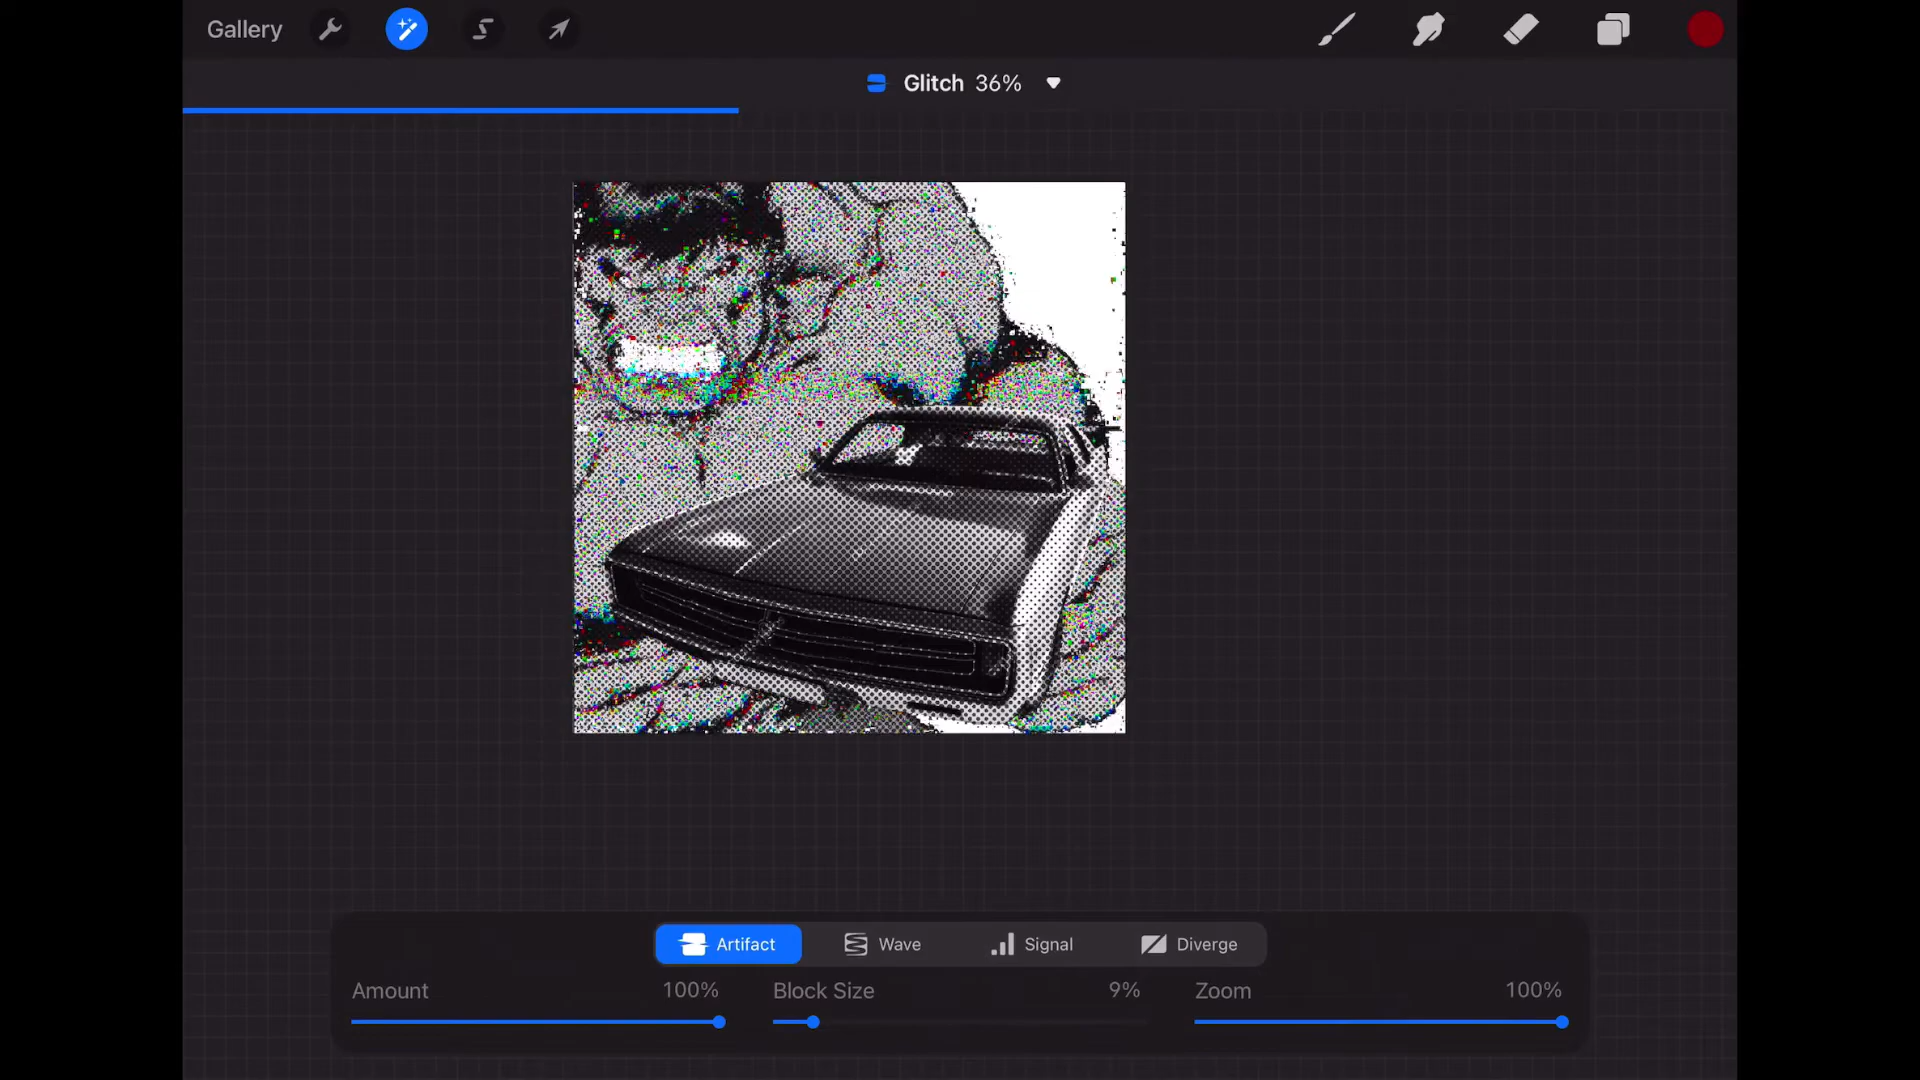 Gallery
Glitch 36%
Artifact Wave Signal Diverge
Amount 100% Block Size 9% Zoom 100%